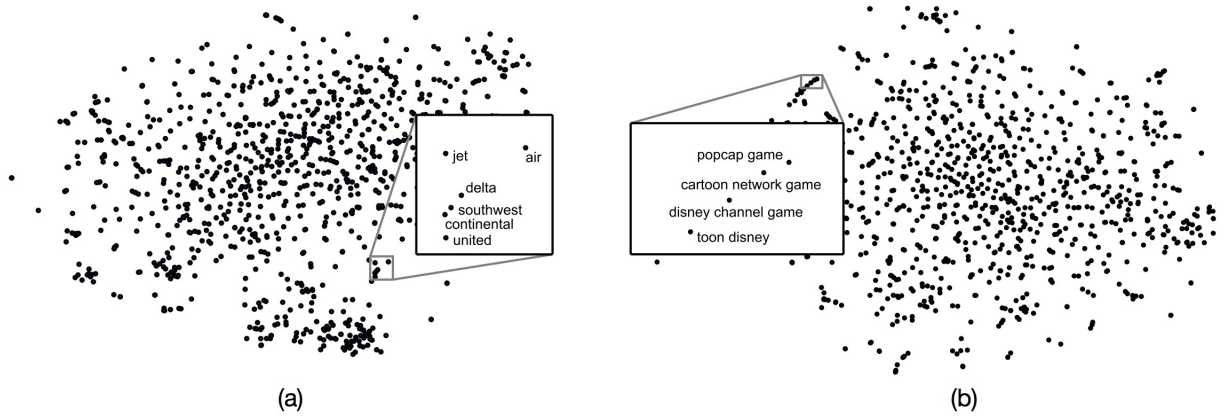 jet
air
delta
southwest
continental
united
popcap game
cartoon network game
disney channel game
toon disney
(a)
(b)